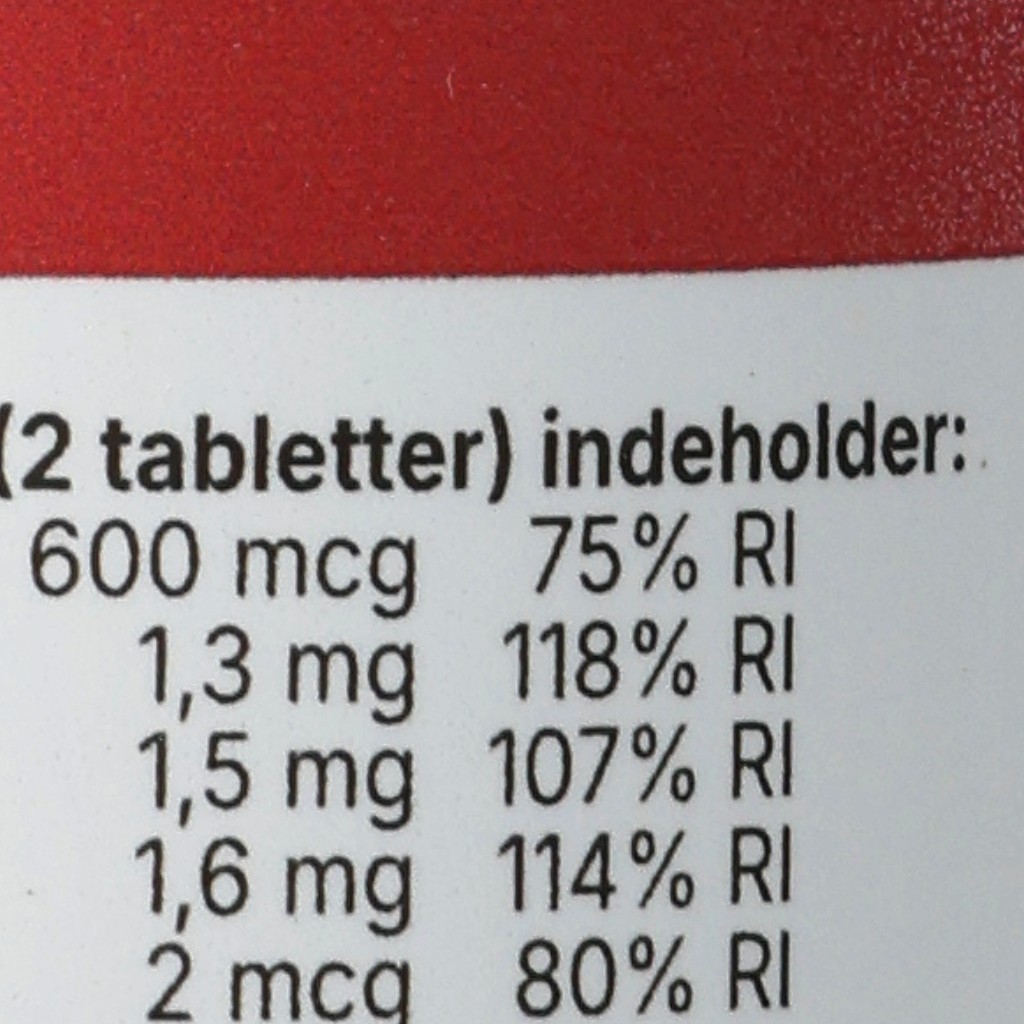 (2 tabletter) indeholder:
600 mcg 75% RI
1,3 mg 118% RI
1,5 mg 107% RI
1,6 mg 114% RI
2 mcg 80% RI